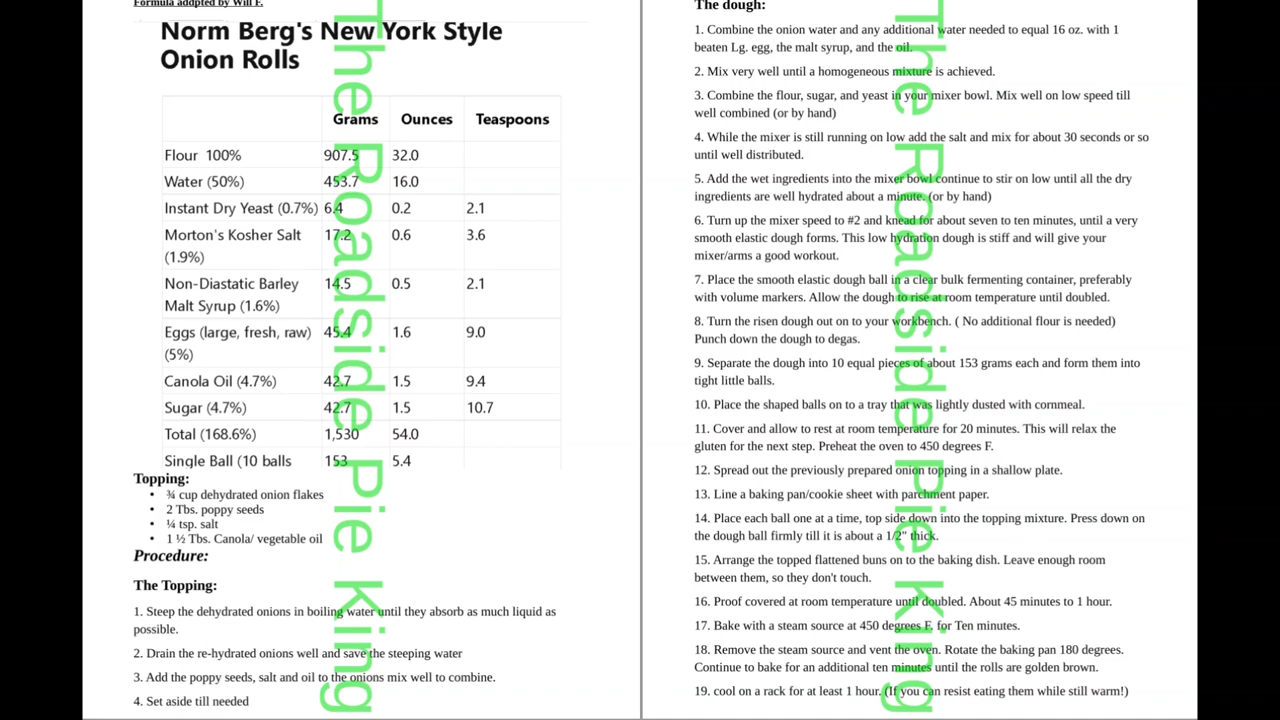 Formula addpted by Will F.
Norm Berg's New York Style
Onion Rolls
Grams Ounces Teaspoons
Flour 100% 907.5 32.0
Water (50%) 453.7 16.0
Instant Dry Yeast (0.7%) 6.4 0.2 2.1
Morton's Kosher Salt
(1.9%) 17.2 0.6 3.6
Non-Diastatic Barley
Malt Syrup (1.6%) 14.5 0.5 2.1
Eggs (large, fresh, raw)
(5%) 45.4 1.6 9.0
Canola Oil (4.7%) 42.7 1.5 9.4
Sugar (4.7%) 42.7 1.5 10.7
Total (168.6%) 1,530 54.0
Single Ball (10 balls 153 5.4
Topping:
• ¾ cup dehydrated onion flakes
• 2 Tbs. poppy seeds
• ¼ tsp. salt
• 1 ½ Tbs. Canola/ vegetable oil
Procedure:
The Topping:
1. Steep the dehydrated onions in boiling water until they absorb as much liquid as
possible.
2. Drain the re-hydrated onions well and save the steeping water
3. Add the poppy seeds, salt and oil to the onions mix well to combine.
4. Set aside till needed
The Roadside Pie King
The dough:
1. Combine the onion water and any additional water needed to equal 16 oz. with 1
beaten Lg. egg, the malt syrup, and the oil.
2. Mix very well until a homogeneous mixture is achieved.
3. Combine the flour, sugar, and yeast in your mixer bowl. Mix well on low speed till
well combined (or by hand)
4. While the mixer is still running on low add the salt and mix for about 30 seconds or so
until well distributed.
5. Add the wet ingredients into the mixer bowl continue to stir on low until all the dry
ingredients are well hydrated about a minute. (or by hand)
6. Turn up the mixer speed to #2 and knead for about seven to ten minutes, until a very
smooth elastic dough forms. This low hydration dough is stiff and will give your
mixer/arms a good workout.
7. Place the smooth elastic dough ball in a clear bulk fermenting container, preferably
with volume markers. Allow the dough to rise at room temperature until doubled.
8. Turn the risen dough out on to your workbench. ( No additional flour is needed)
Punch down the dough to degas.
9. Separate the dough into 10 equal pieces of about 153 grams each and form them into
tight little balls.
10. Place the shaped balls on to a tray that was lightly dusted with cornmeal.
11. Cover and allow to rest at room temperature for 20 minutes. This will relax the
gluten for the next step. Preheat the oven to 450 degrees F.
12. Spread out the previously prepared onion topping in a shallow plate.
13. Line a baking pan/cookie sheet with parchment paper.
14. Place each ball one at a time, top side down into the topping mixture. Press down on
the dough ball firmly till it is about a 1/2" thick.
15. Arrange the topped flattened buns on to the baking dish. Leave enough room
between them, so they don't touch.
16. Proof covered at room temperature until doubled. About 45 minutes to 1 hour.
17. Bake with a steam source at 450 degrees F. for Ten minutes.
18. Remove the steam source and vent the oven. Rotate the baking pan 180 degrees.
Continue to bake for an additional ten minutes until the rolls are golden brown.
19. cool on a rack for at least 1 hour. (If you can resist eating them while still warm!)
The Roadside Pie King